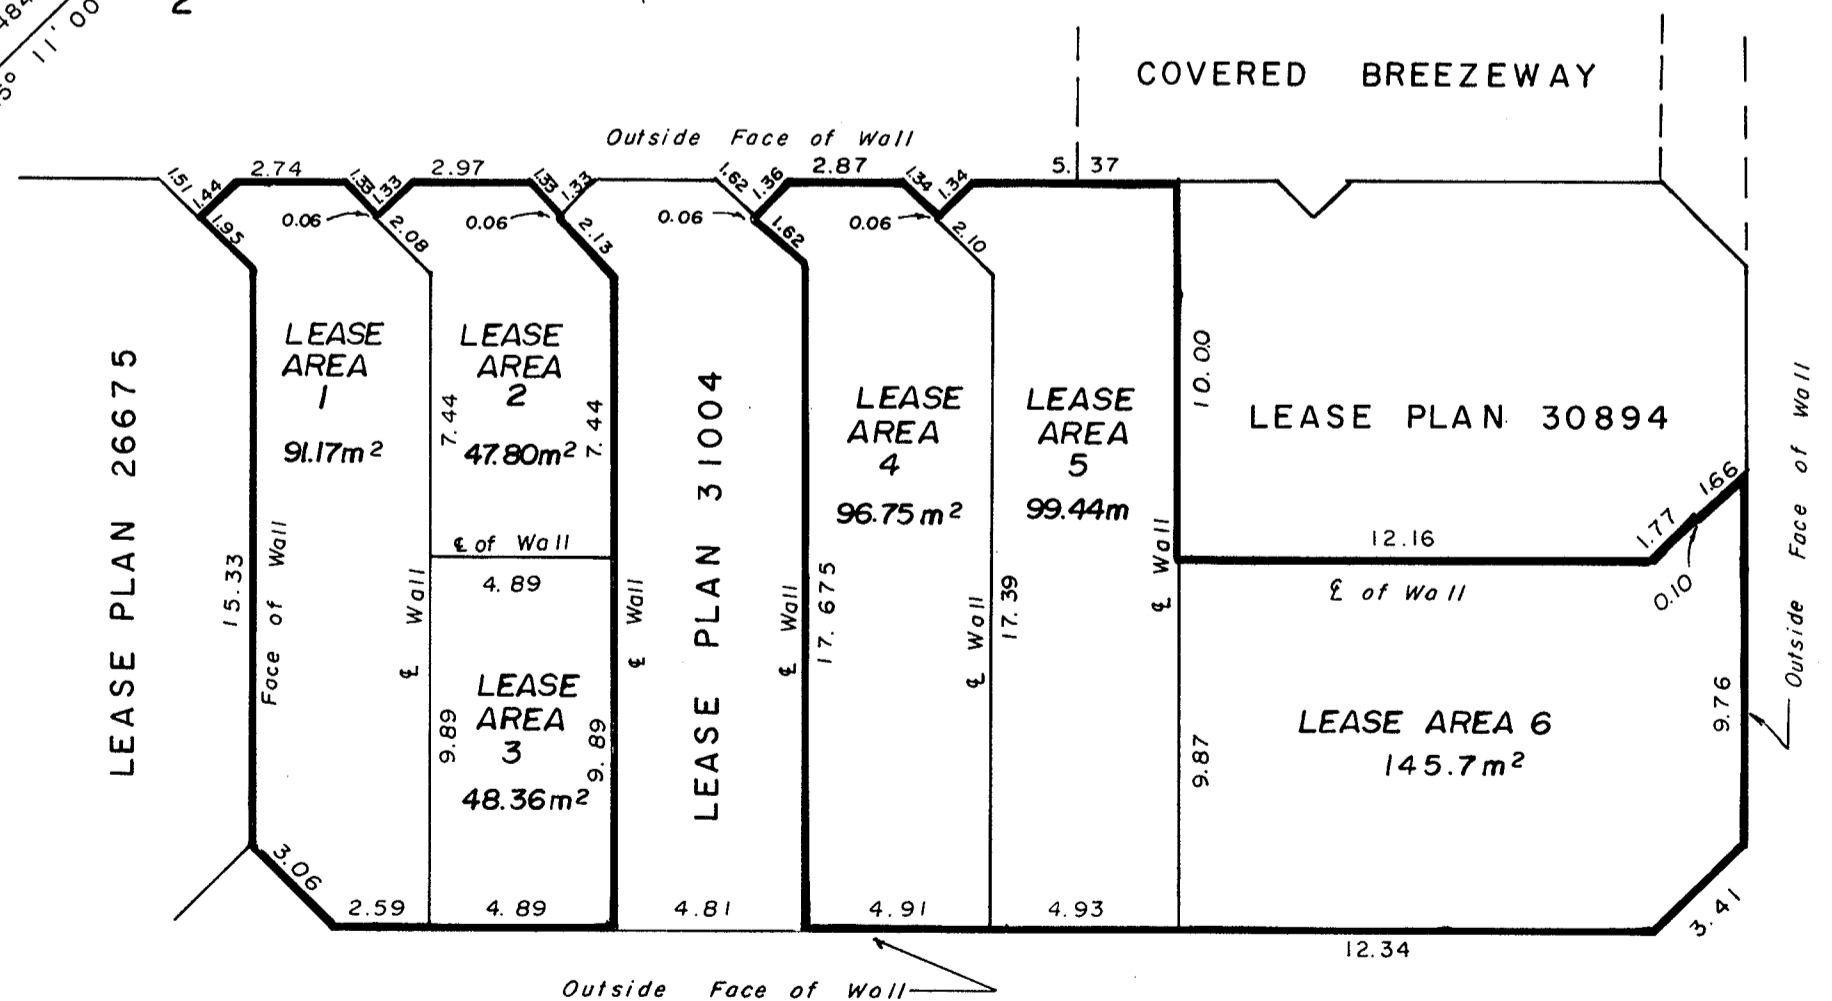 11' 00
2
COVERED BREEZEWAY
Outside Face of Wall
1.51
1.44
2.74
1.33
1.33
2.97
1.33
1.33
1.62
1.36
2.87
1.34
1.34
5.37
1.95
0.06
2.08
0.06
2.13
0.06
1.62
0.06
2.10
LEASE PLAN 26675
LEASE
AREA
1
91.17m²
LEASE
AREA
2
47.80m²
7.44
7.44
LEASE PLAN 31004
LEASE
AREA
4
96.75m²
LEASE
AREA
5
99.44m
10.00
LEASE PLAN 30894
1.66
1.77
0.10
12.16
℄ of Wall
Outside Face of Wall
15.33
Face of Wall
℄ Wall
℄ of Wall
4.89
℄ Wall
℄ Wall
17.675
℄ Wall
17.39
℄ Wall
LEASE
AREA
3
48.36m²
9.89
9.89
9.87
LEASE AREA 6
145.7m²
9.76
3.06
2.59
4.89
4.81
4.91
4.93
12.34
3.41
Outside Face of Wall